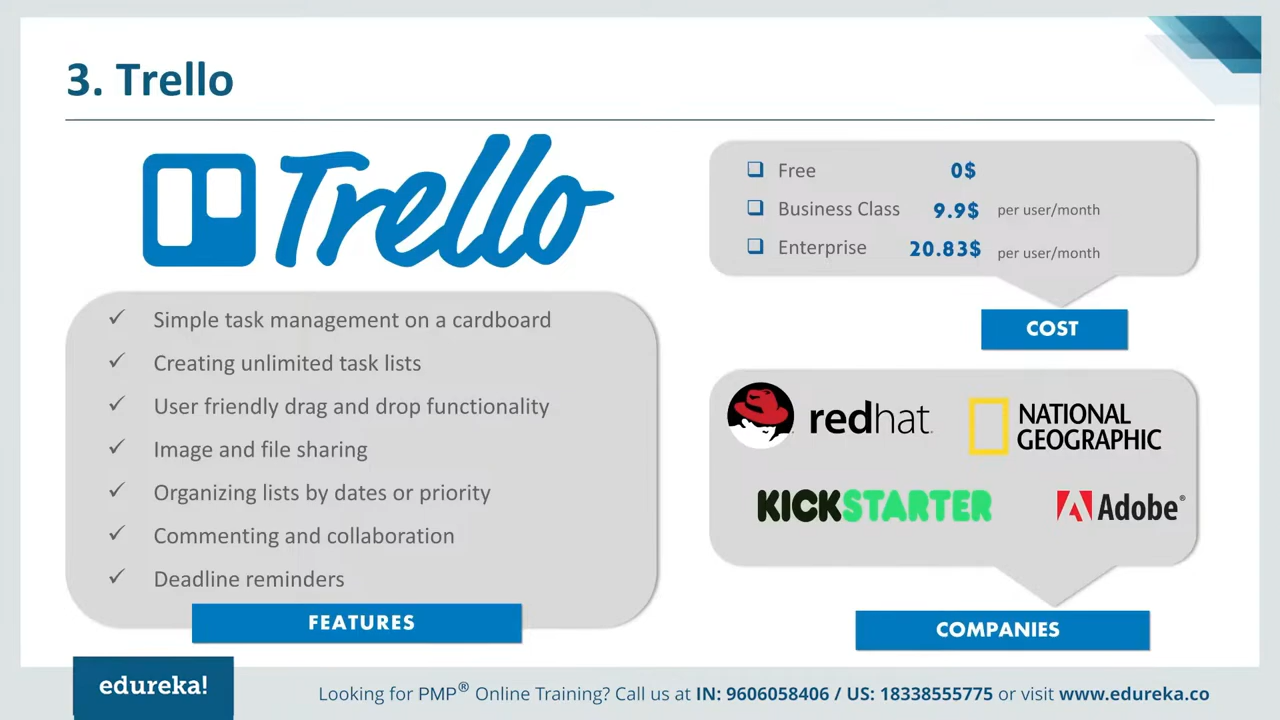 3. Trello
Trello
Simple task management on a cardboard
Creating unlimited task lists
User friendly drag and drop functionality
Image and file sharing
Organizing lists by dates or priority
Commenting and collaboration
Deadline reminders
FEATURES
Free 0$
Business Class 9.9$ per user/month
Enterprise 20.83$ per user/month
COST
redhat.
NATIONAL
GEOGRAPHIC
KICKSTARTER
Adobe®
COMPANIES
edureka!
Looking for PMP® Online Training? Call us at IN: 9606058406 / US: 18338555775 or visit www.edureka.co